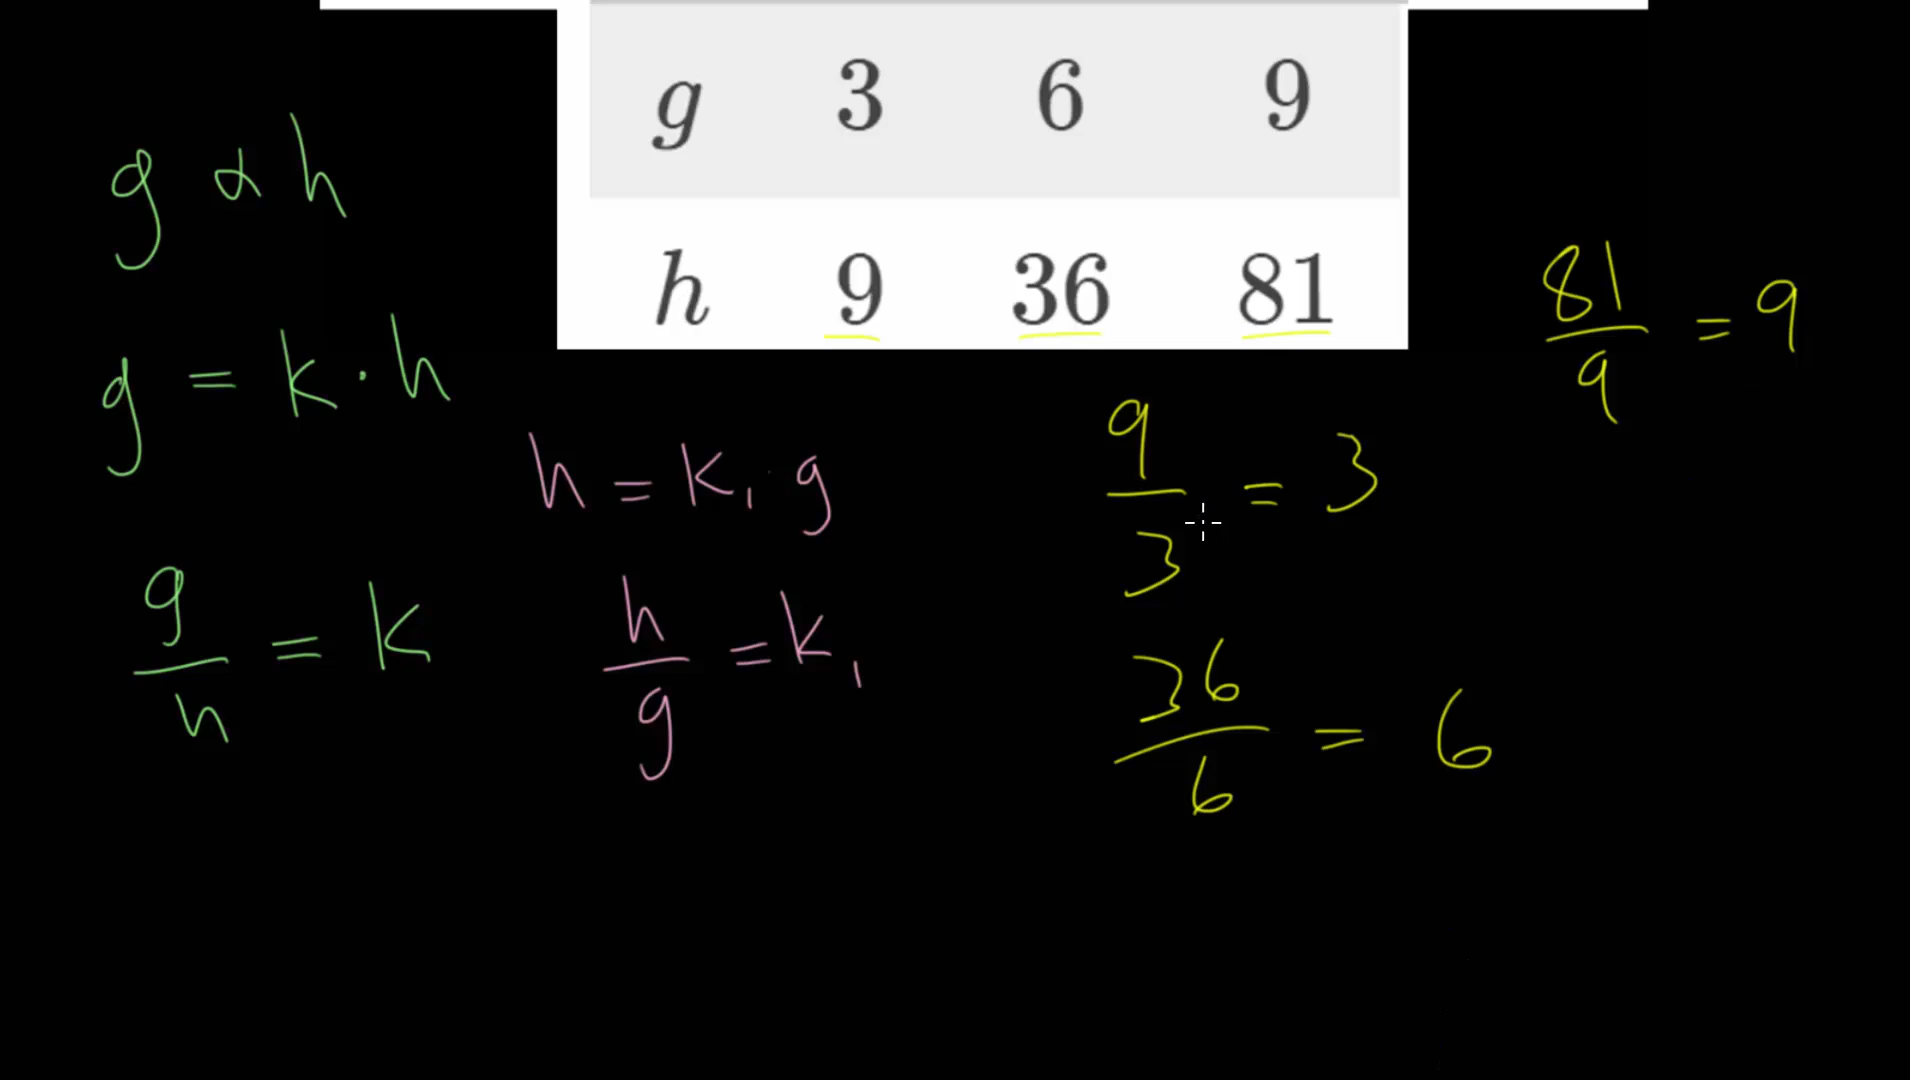 g 3 6 9
h 9 36 81
g ∝ h
g = k · h
g/h = k
h = k₁ g
h/g = k₁
9/3 = 3
36/6 = 6
81/9 = 9